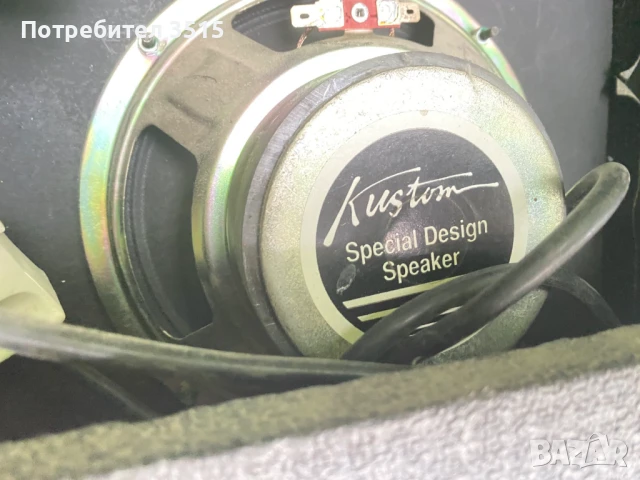 Потребител 3515
Kustom
Special Design
Speaker
BAZAR